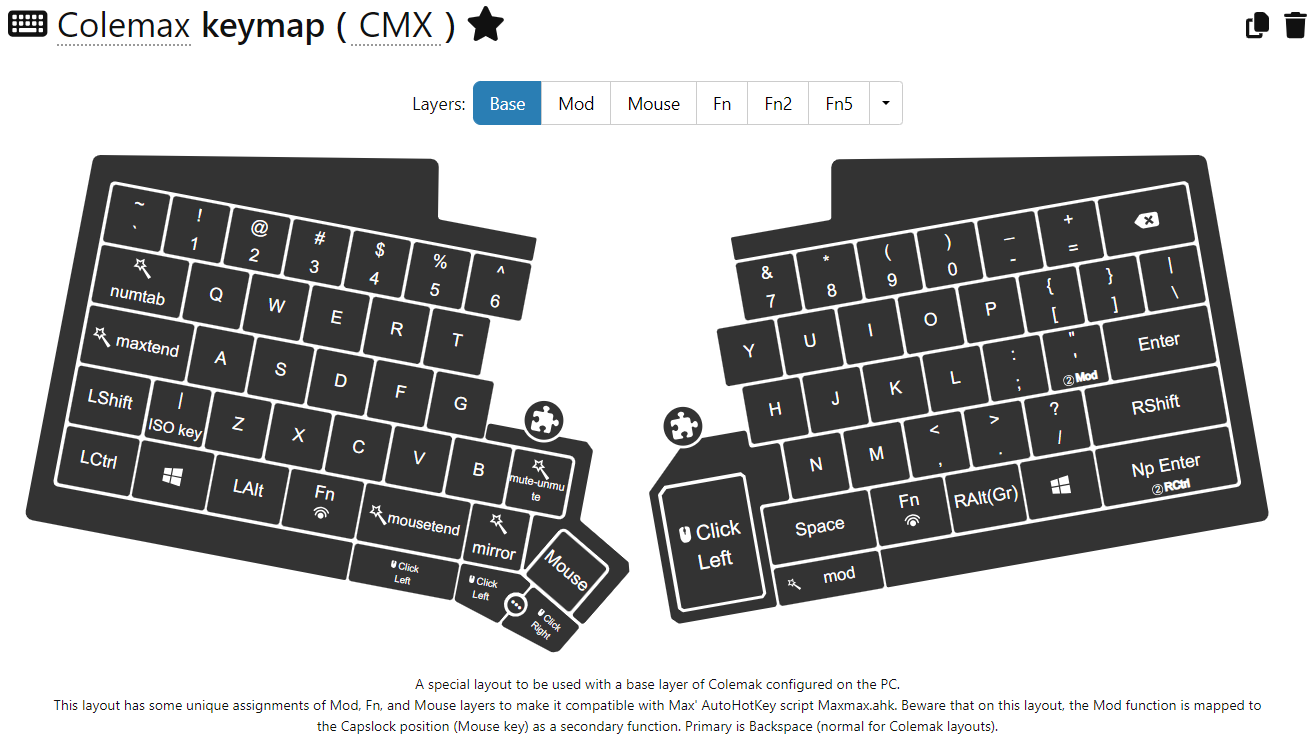 Colemax keymap ( CMX )
Layers: Base Mod Mouse Fn Fn2 Fn5
~ ! @ # $ % ^
` 1 2 3 4 5 6
& * ( ) _ +
7 8 9 0 - =
numtab Q W E R T
Y U I O P { } |
[ ] \
maxtend A S D F G
H J K L : " Enter
; '
②Mod
LShift | Z X C V B mute-unmu
ISO key te
N M < > ? RShift
, . /
LCtrl LAlt Fn mousetend mirror Mouse
Click Left
Space Fn RAlt(Gr) Np Enter
②RCtrl
Click Left
Click Left
Click Right
mod
A special layout to be used with a base layer of Colemak configured on the PC.
This layout has some unique assignments of Mod, Fn, and Mouse layers to make it compatible with Max' AutoHotKey script Maxmax.ahk. Beware that on this layout, the Mod function is mapped to
the Capslock position (Mouse key) as a secondary function. Primary is Backspace (normal for Colemak layouts).